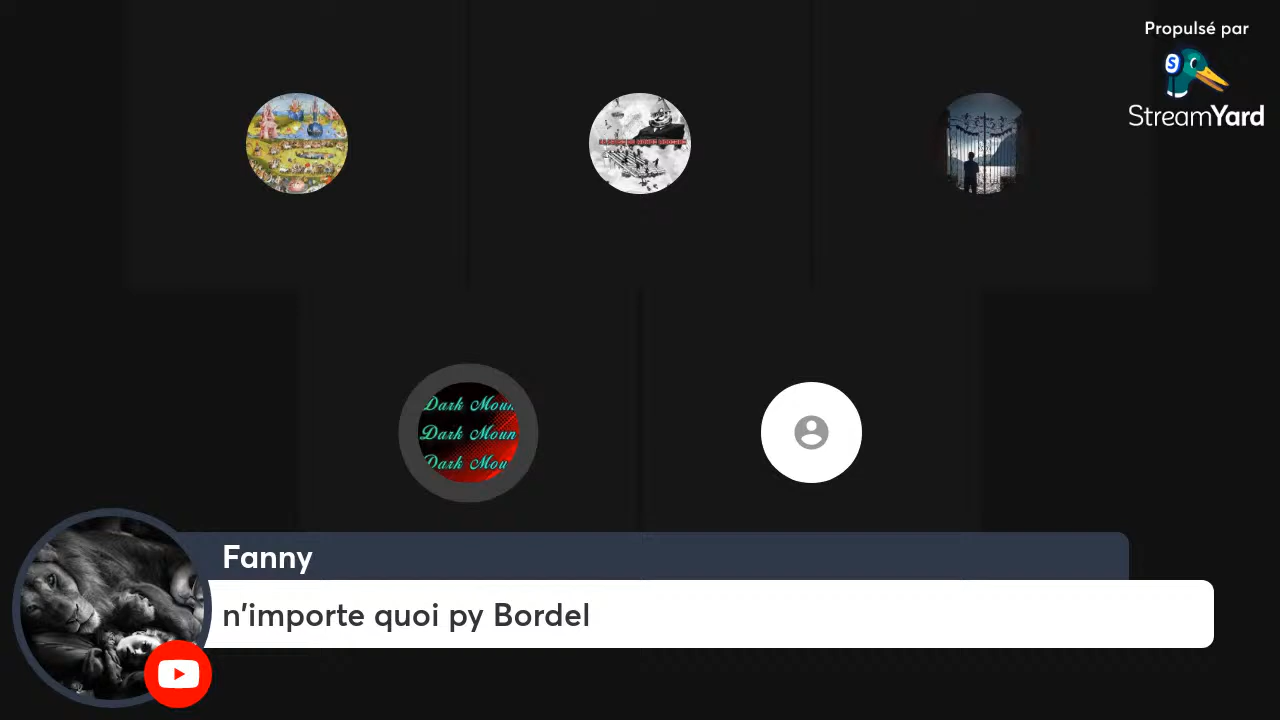 Propulsé par
StreamYard
Dark Moun
Dark Moun
Dark Mou
Fanny
n'importe quoi py Bordel